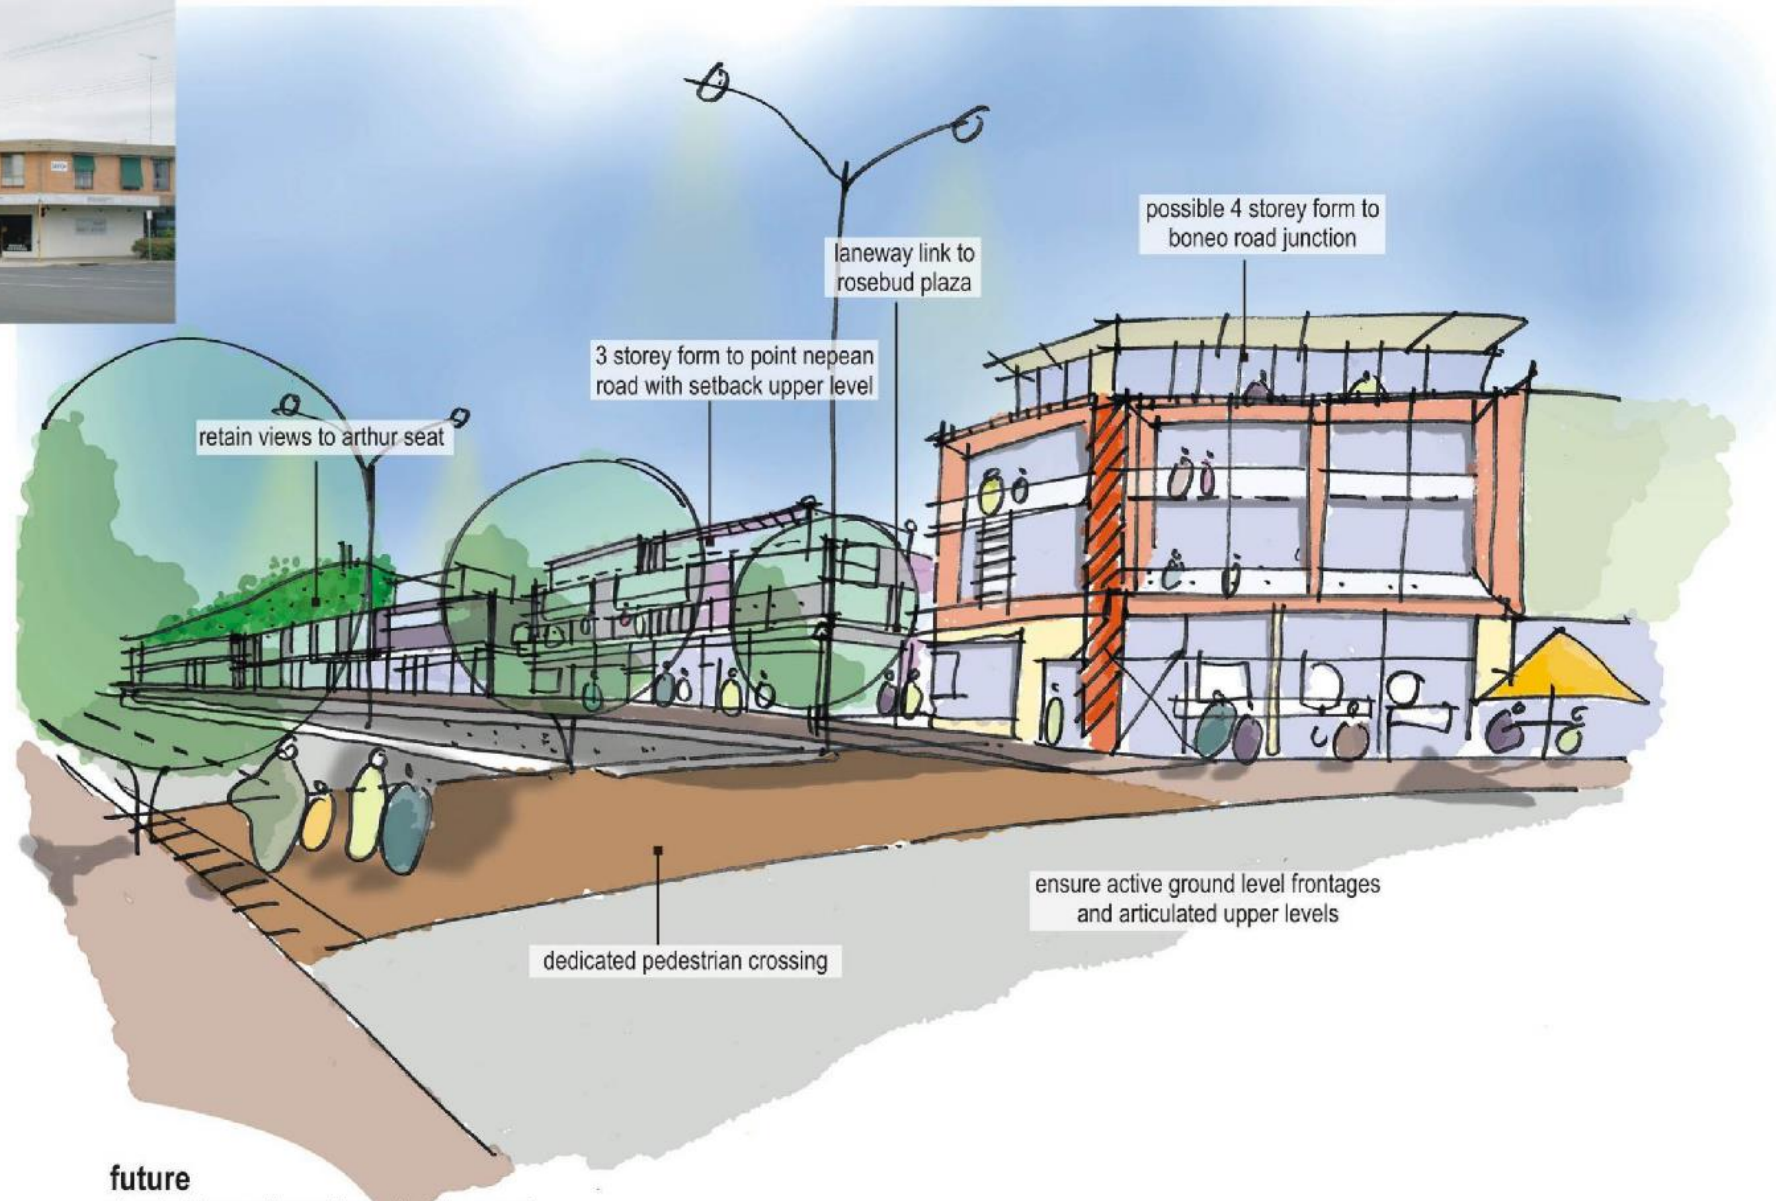 possible 4 storey form to
boneo road junction
laneway link to
rosebud plaza
3 storey form to point nepean
road with setback upper level
retain views to arthur seat
ensure active ground level frontages
and articulated upper levels
dedicated pedestrian crossing
future